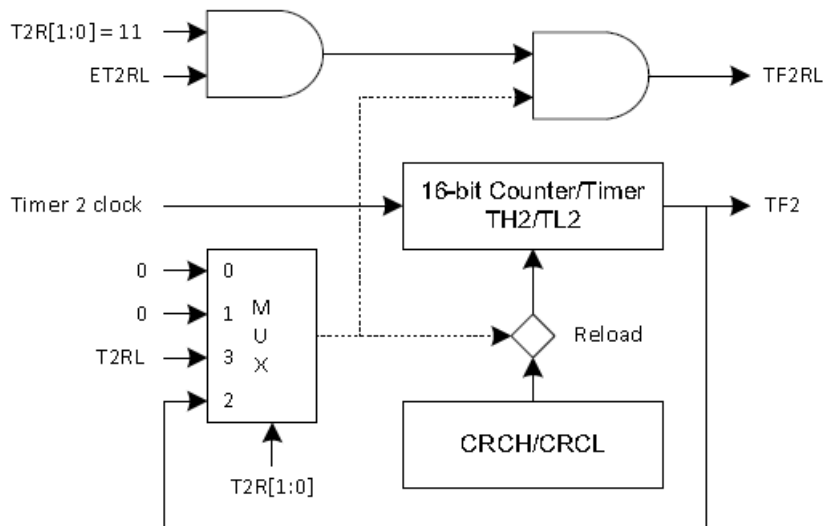 T2R[1:0] = 11
ET2RL
TF2RL
Timer 2 clock
16-bit Counter/Timer
TH2/TL2
TF2
0
0
0
1
T2RL
3
2
M
U
X
Reload
CRCH/CRCL
T2R[1:0]